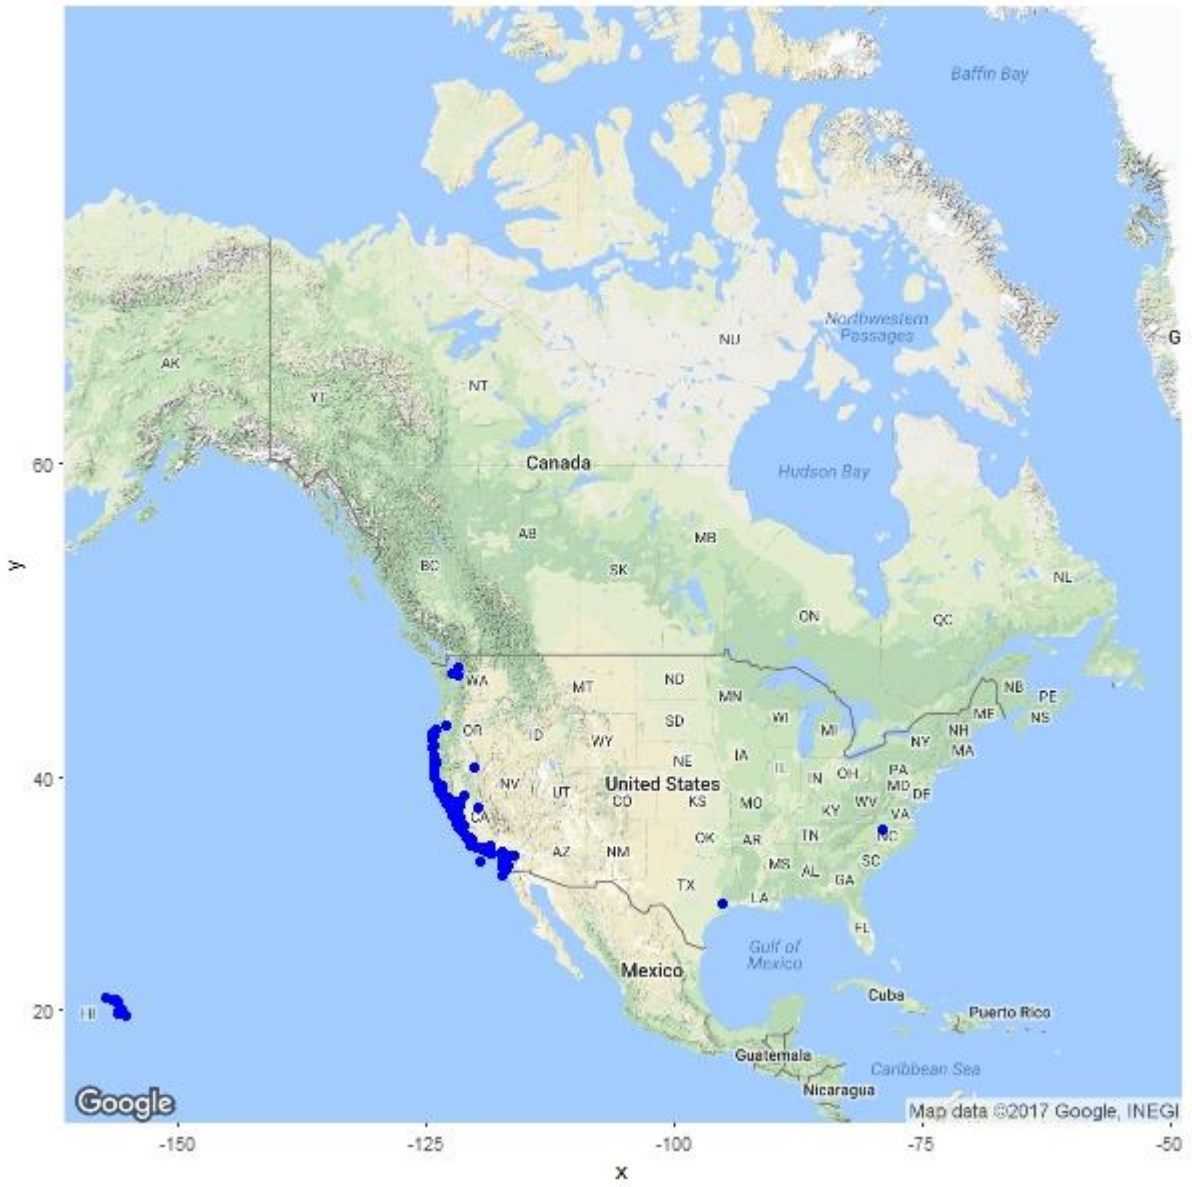 Baffin Bay
Northwestern
Passages
NU
G
AK
NT
YT
60
Canada
Hudson Bay
AB
MB
BC
SK
NL
ON
QC
WA
MT
ND
NB
PE
MN
ME
NS
OR
ID
SD
WI
MI
NH
WY
NY
MA
y
NE
IA
IL
IN
OH
PA
40
NV
UT
United States
MD
DE
CO
KS
MO
KY
WV
VA
CA
OK
AR
TN
NC
AZ
NM
MS
AL
SC
GA
TX
LA
FL
Gulf of
Mexico
Mexico
Cuba
20
HI
Puerto Rico
Guatemala
Caribbean Sea
Nicaragua
Google
Map data ©2017 Google, INEGI
-150
-125
-100
-75
-50
x